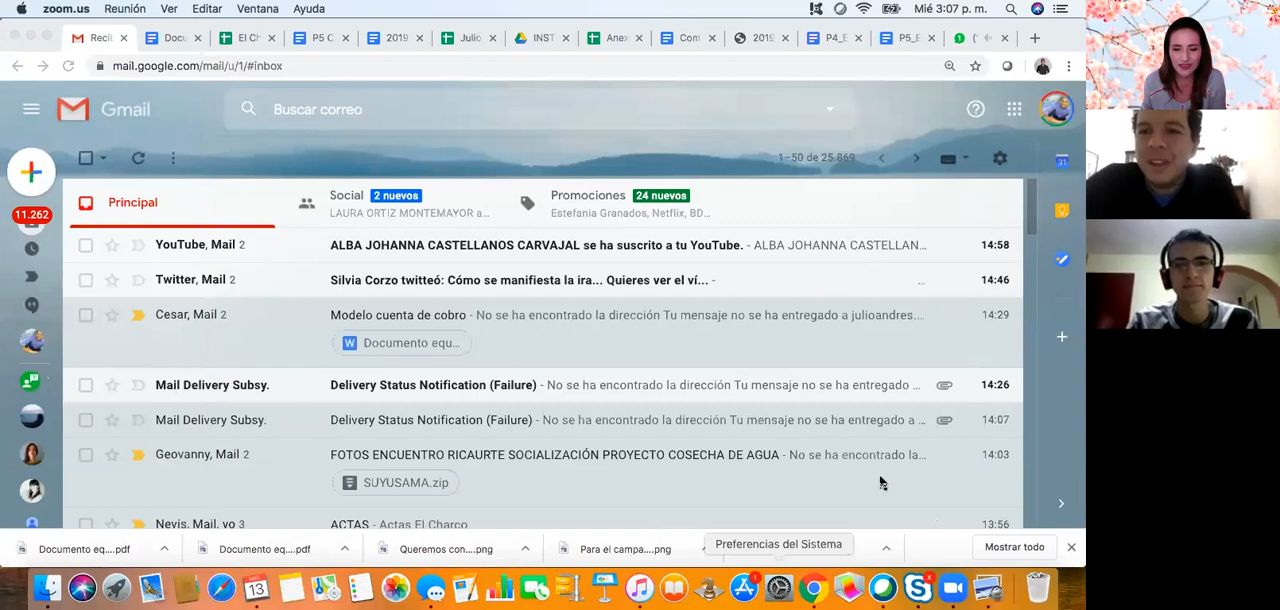 zoom.us Reunión Ver Editar Ventana Ayuda Mié 3:07 p. m.
Recib Docu El Ch P5 C 2019 Julio INST Anex Com 2019 P4_E P5_E (
mail.google.com/mail/u/1/#inbox
Gmail Buscar correo
1–50 de 25.869
31
11.262
Principal
Social 2 nuevos
LAURA ORTIZ MONTEMAYOR a...
Promociones 24 nuevos
Estefania Granados, Netflix, BD...
YouTube, Mail 2 ALBA JOHANNA CASTELLANOS CARVAJAL se ha suscrito a tu YouTube. - ALBA JOHANNA CASTELLAN... 14:58
Twitter, Mail 2 Silvia Corzo twitteó: Cómo se manifiesta la ira... Quieres ver el ví... - ... 14:46
Cesar, Mail 2 Modelo cuenta de cobro - No se ha encontrado la dirección Tu mensaje no se ha entregado a julioandres.... 14:29
W Documento equ...
Mail Delivery Subsy. Delivery Status Notification (Failure) - No se ha encontrado la dirección Tu mensaje no se ha entregado ... 14:26
Mail Delivery Subsy. Delivery Status Notification (Failure) - No se ha encontrado la dirección Tu mensaje no se ha entregado a ... 14:07
Geovanny, Mail 2 FOTOS ENCUENTRO RICAURTE SOCIALIZACIÓN PROYECTO COSECHA DE AGUA - No se ha encontrado la... 14:03
SUYUSAMA.zip
Nevis, Mail, yo 3 ACTAS - Actas El Charco 13:56
Documento eq....pdf Documento eq....pdf Queremos con....png Para el campa....png Preferencias del Sistema Mostrar todo
13
1